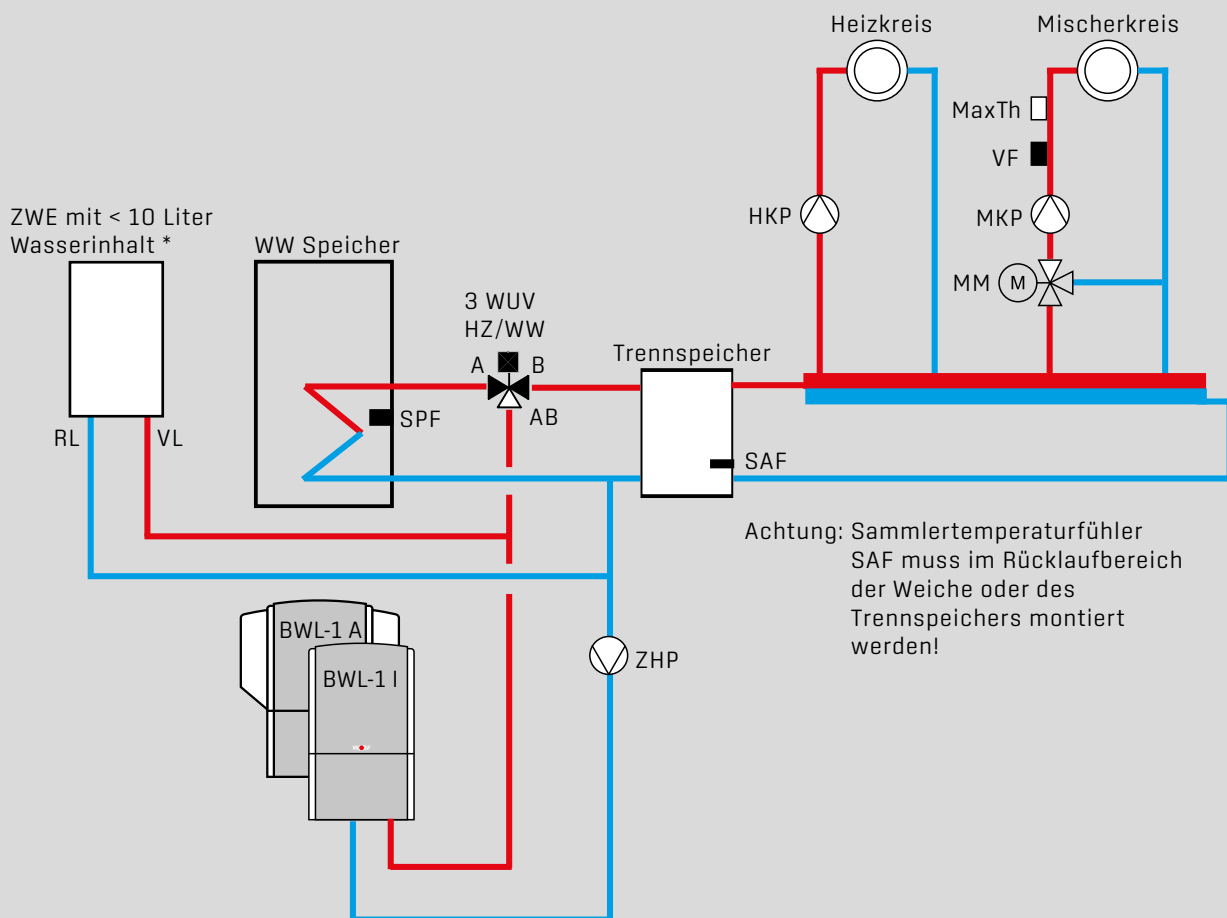 Heizkreis
Mischerkreis
MaxTh
VF
HKP
MKP
MM
M
ZWE mit < 10 Liter
Wasserinhalt *
WW Speicher
3 WUV
HZ/WW
A
B
AB
Trennspeicher
SPF
SAF
RL
VL
Achtung: Sammlertemperaturfühler
SAF muss im Rücklaufbereich
der Weiche oder des
Trennspeichers montiert
werden!
BWL-1 A
BWL-1 I
ZHP